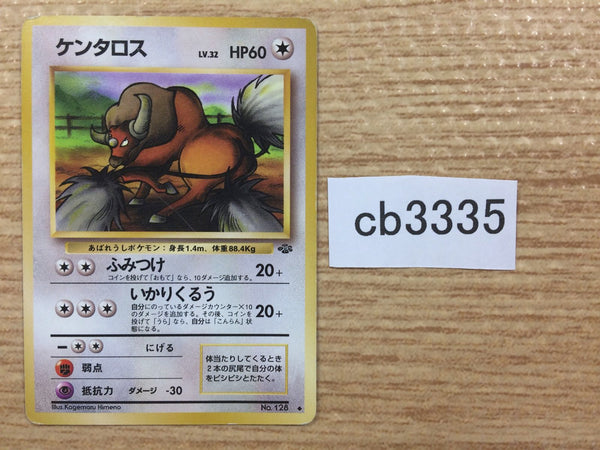 ケンタロス LV.32 HP60
あばれうしポケモン:身長1.4m、体重88.4Kg
ふみつけ 20+
コインを投げて「おもて」なら、10ダメージ追加する。
いかりくるう 20+
自分にのっているダメージカウンター×10
のダメージを追加する。その後、コインを
投げて「うら」なら、自分は「こんらん」状
態になる。
− にげる
弱点
抵抗力 ダメージ -30
体当たりしてくるとき
2本の尻尾で自分の体
をピシピシとたたく。
Illus.Kagemaru Himeno
No.128
cb3335